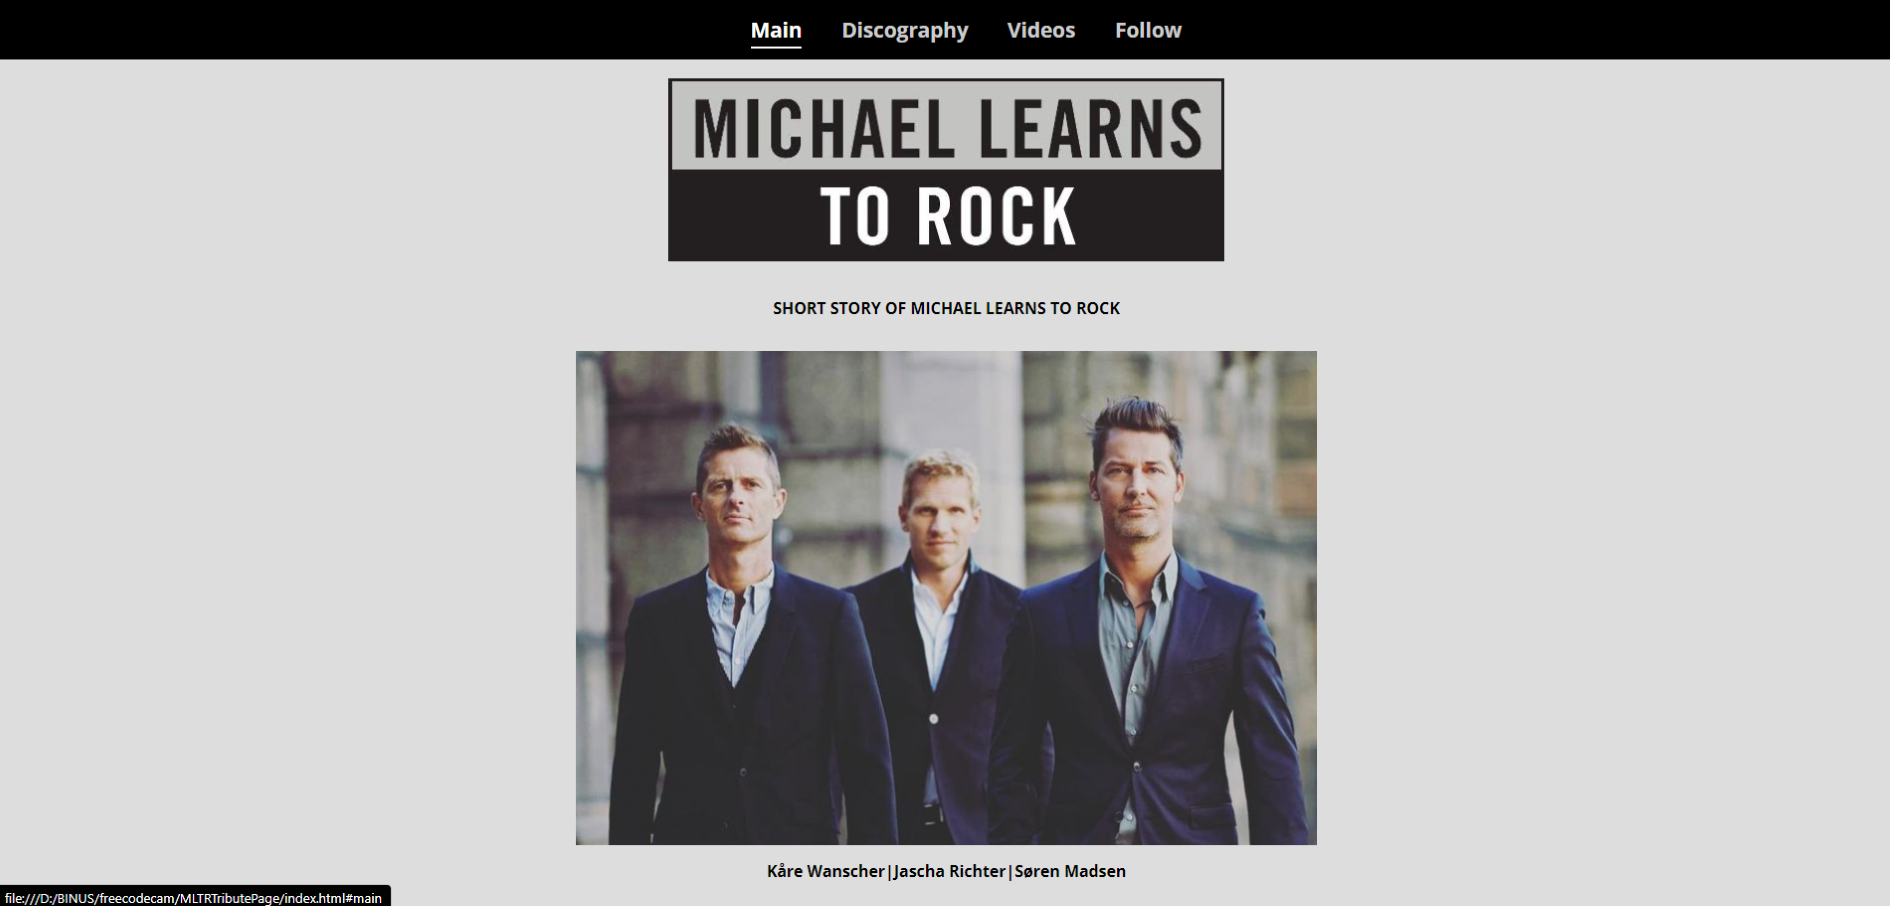 Main Discography Videos Follow
MICHAEL LEARNS
TO ROCK
SHORT STORY OF MICHAEL LEARNS TO ROCK
Kåre Wanscher|Jascha Richter|Søren Madsen
file:///D:/BINUS/freecodecam/MLTRTributePage/index.html#main